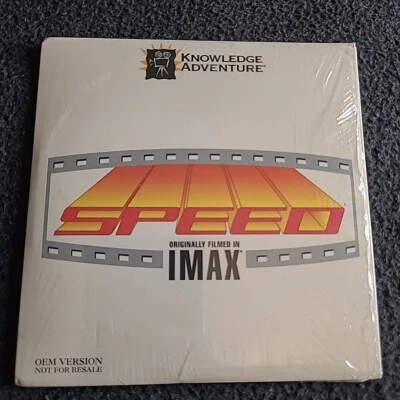 KNOWLEDGE
ADVENTURE®
SPEED
ORIGINALLY FILMED IN
IMAX®
OEM VERSION
NOT FOR RESALE